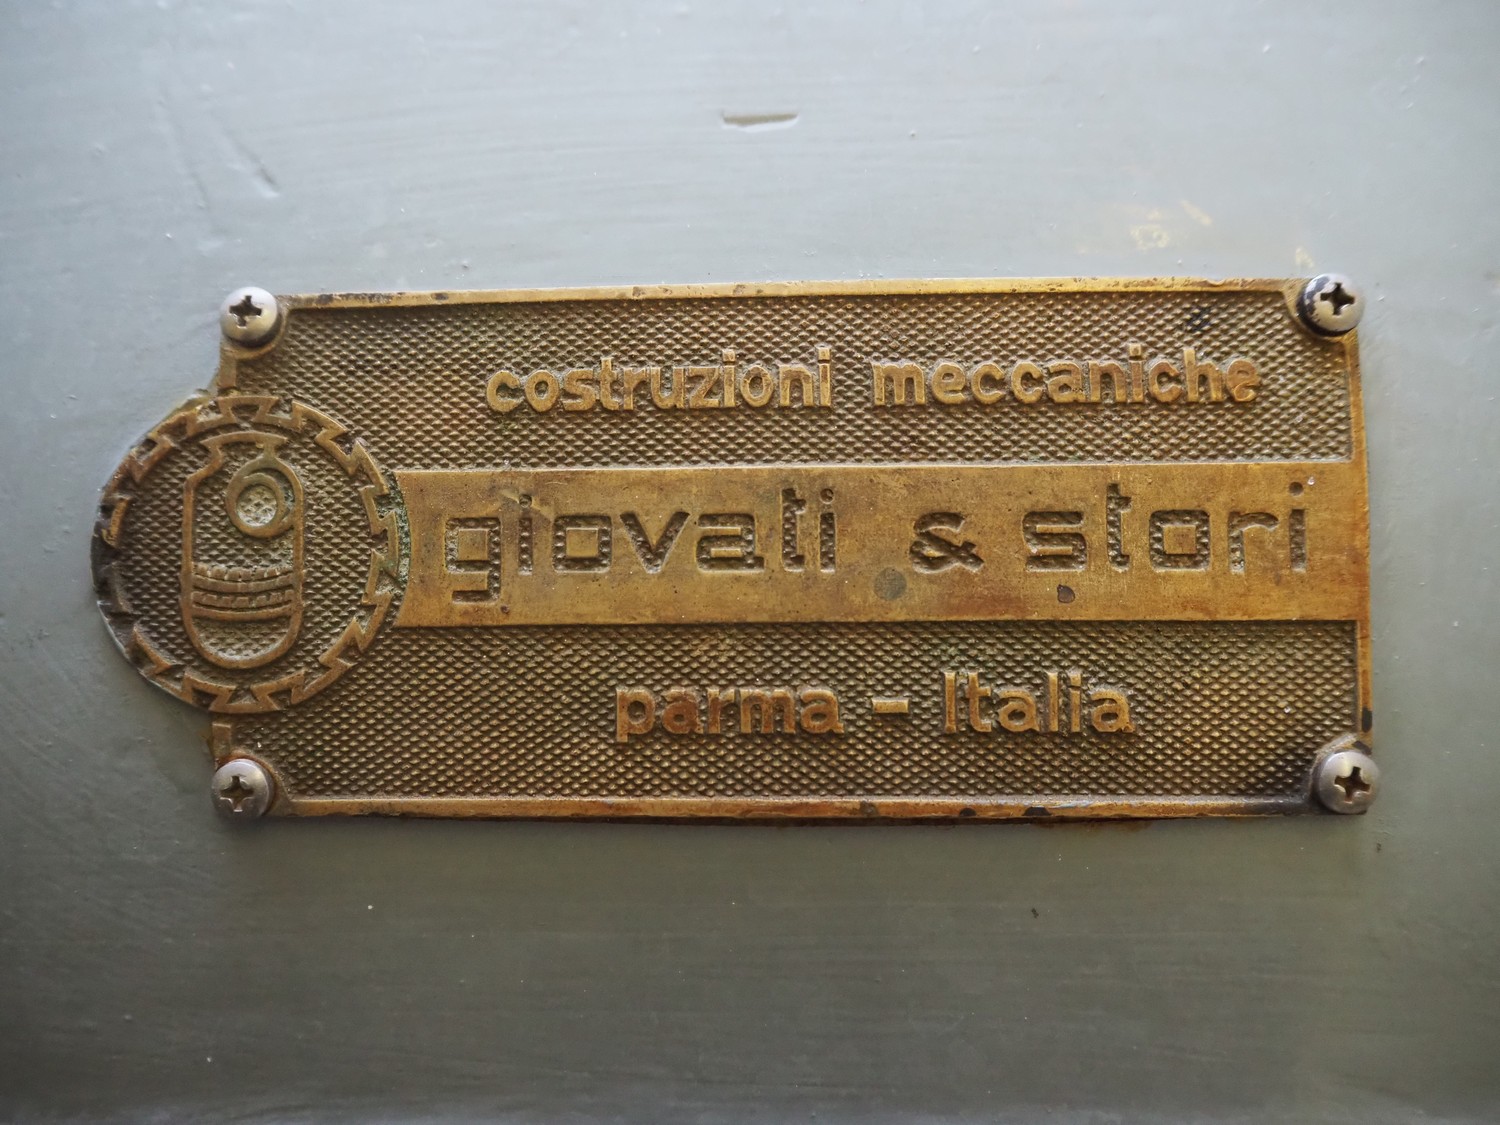 costruzioni meccaniche
giovati & stori
parma - Italia